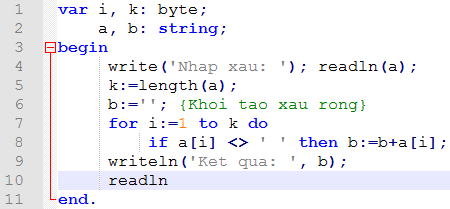 1 var i, k: byte;
2 a, b: string;
3 begin
4 write('Nhap xau: '); readln(a);
5 k:=length(a);
6 b:=''; {Khoi tao xau rong}
7 for i:=1 to k do
8 if a[i] <> ' ' then b:=b+a[i];
9 writeln('Ket qua: ', b);
10 readln
11 end.